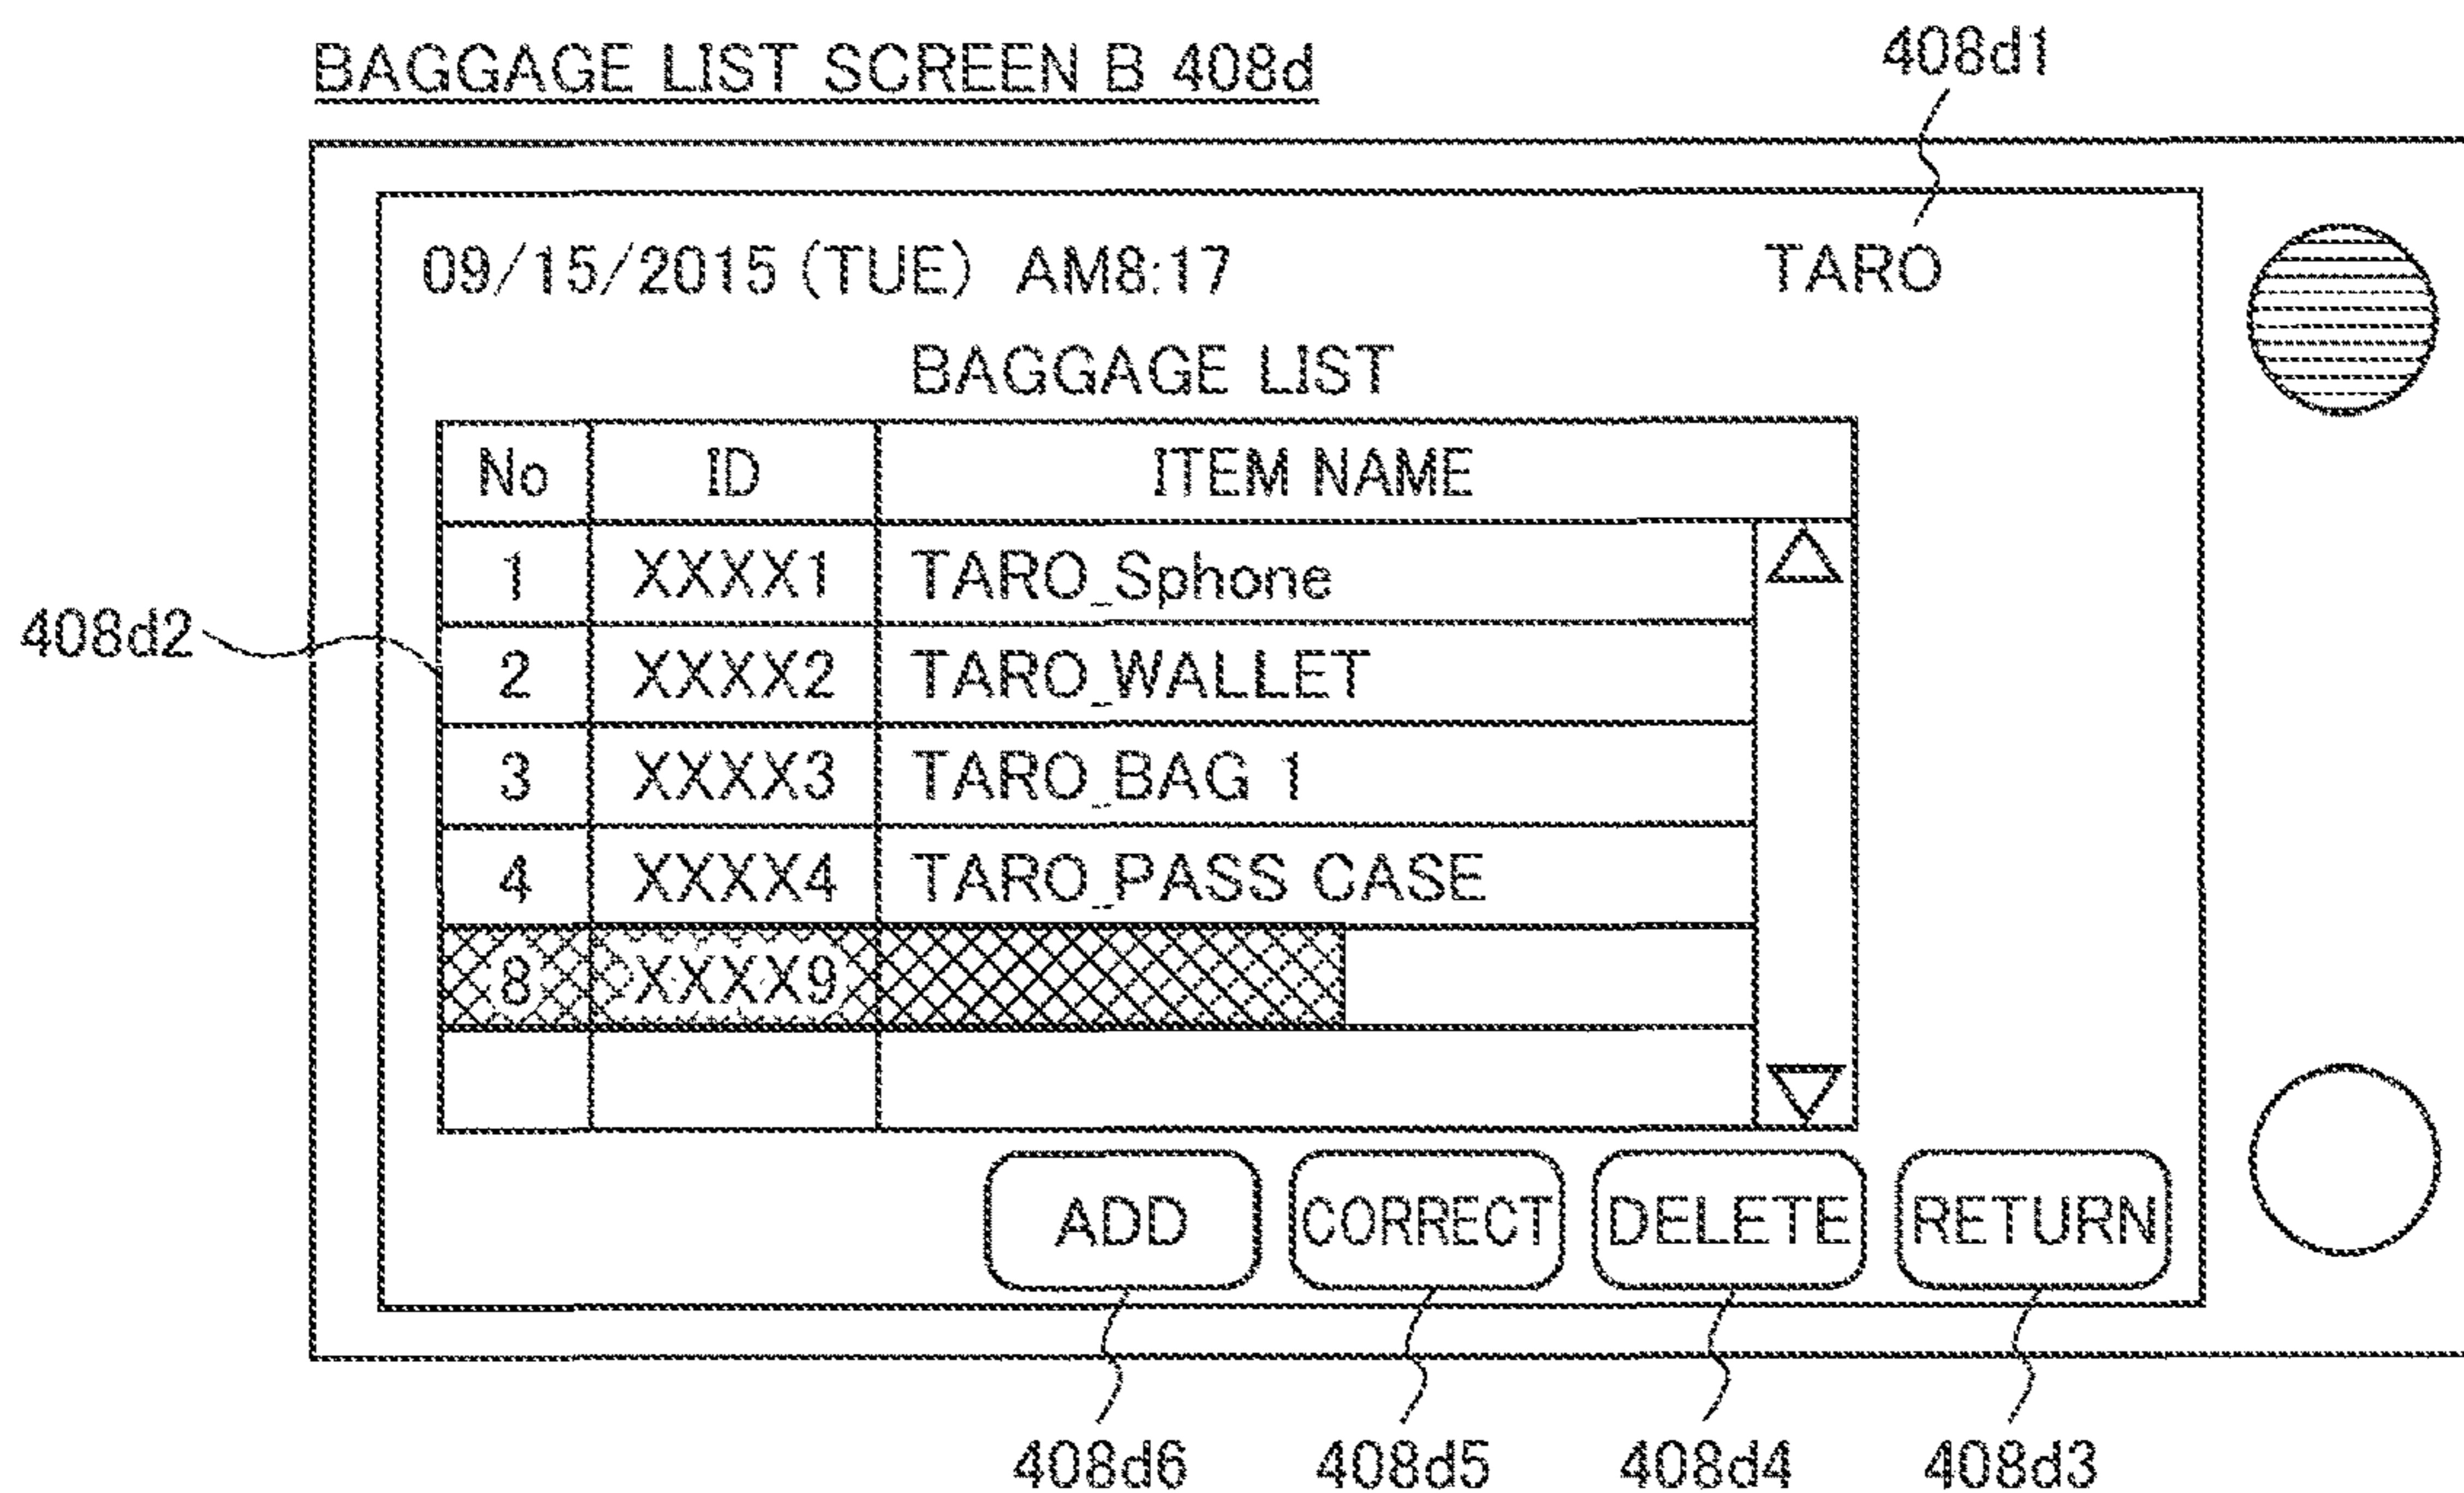 BAGGAGE LIST SCREEN B 408d
408d1
09/15/2015 (TUE) AM8:17 TARO
BAGGAGE LIST
No ID ITEM NAME
1 XXXX1 TARO_Sphone
408d2
2 XXXX2 TARO_WALLET
3 XXXX3 TARO_BAG 1
4 XXXX4 TARO_PASS CASE
8 XXXX9
ADD CORRECT DELETE RETURN
408d6 408d5 408d4 408d3